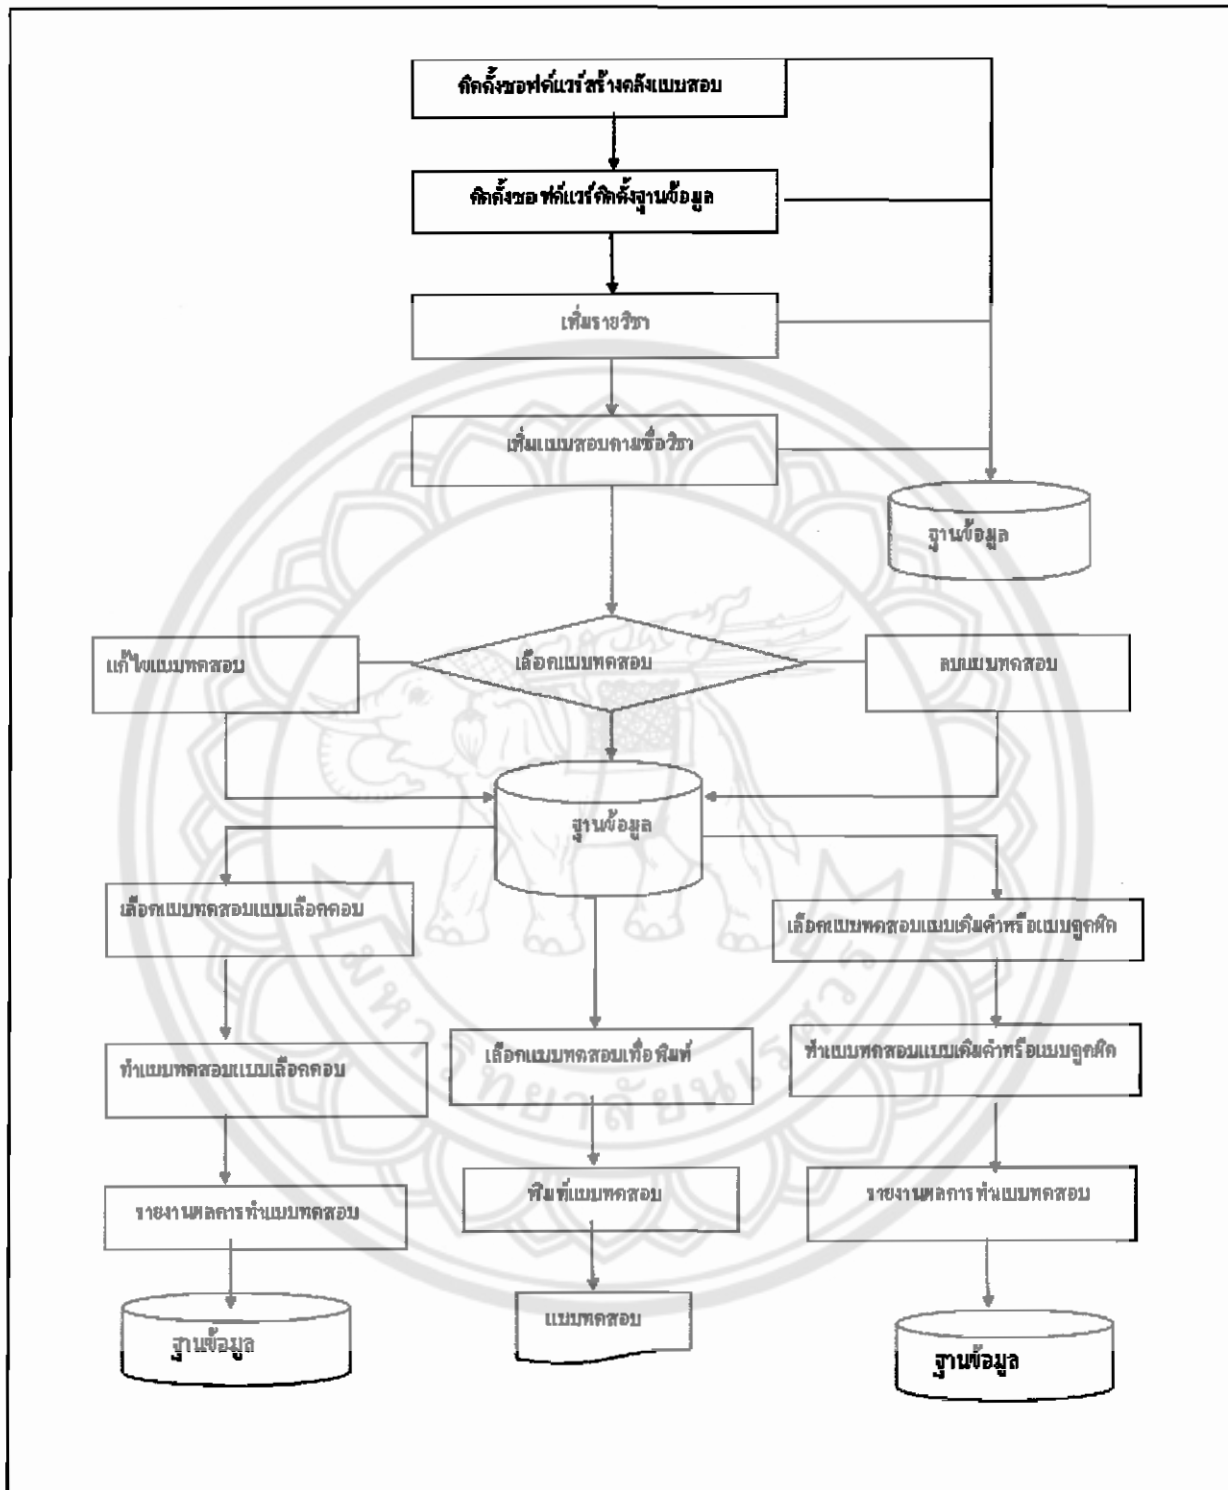 ติดตั้งซอฟต์แวร์สร้างคลังแบบสอบ
ติดตั้งซอฟต์แวร์ติดตั้งฐานข้อมูล
เพิ่มรายวิชา
เพิ่มแบบสอบตามชื่อวิชา
ฐานข้อมูล
แก้ไขแบบทดสอบ
เลือกแบบทดสอบ
ลบแบบทดสอบ
ฐานข้อมูล
เลือกแบบทดสอบแบบเลือกตอบ
เลือกแบบทดสอบแบบเติมคำหรือแบบถูกผิด
มหาวิทยาลัยนเรศวร
ทำแบบทดสอบแบบเลือกตอบ
เลือกแบบทดสอบเพื่อพิมพ์
ทำแบบทดสอบแบบเติมคำหรือแบบถูกผิด
รายงานผลการทำแบบทดสอบ
พิมพ์แบบทดสอบ
รายงานผลการทำแบบทดสอบ
ฐานข้อมูล
แบบทดสอบ
ฐานข้อมูล